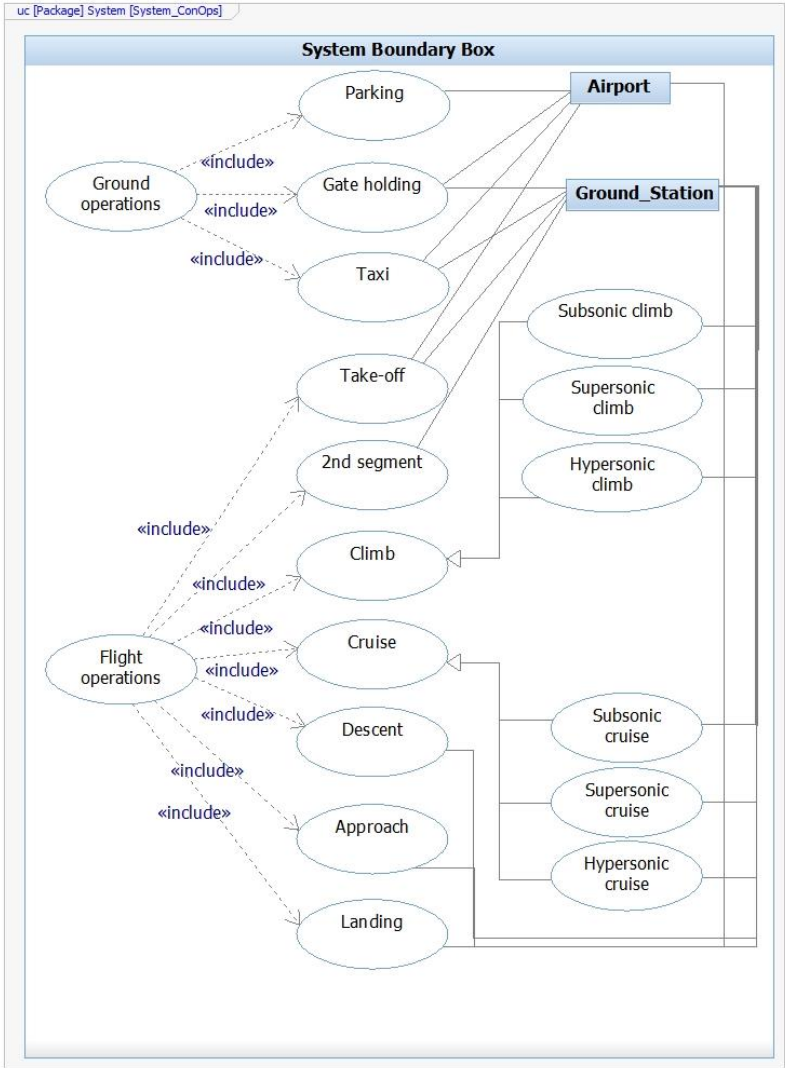 uc [Package] System [System_ConOps]
System Boundary Box
Parking
Airport
«include»
Ground
operations
Gate holding
Ground_Station
«include»
«include»
Taxi
Subsonic climb
Take-off
Supersonic
climb
2nd segment
Hypersonic
climb
«include»
Climb
«include»
«include»
Cruise
Flight
operations
«include»
«include»
Descent
Subsonic
cruise
«include»
Supersonic
cruise
«include»
Approach
Hypersonic
cruise
Landing